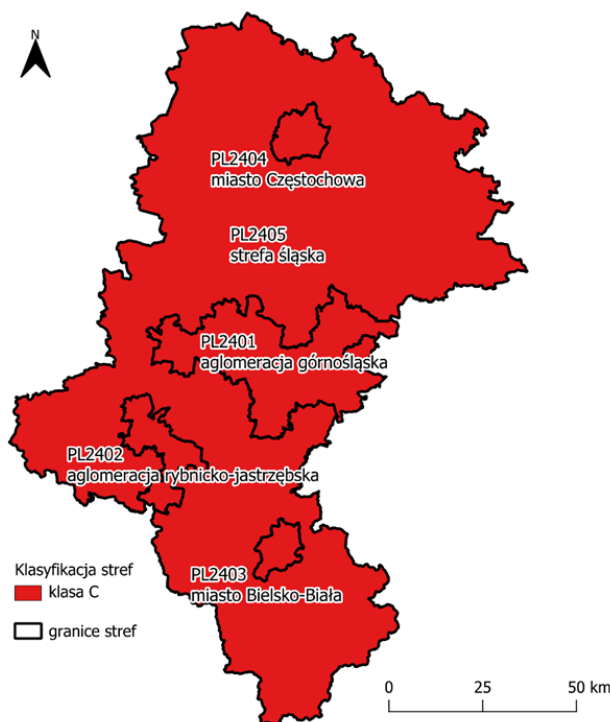 N
PL2404
miasto Częstochowa
PL2405
strefa śląska
PL2401
aglomeracja górnośląska
PL2402
aglomeracja rybnicko-jastrzębska
PL2403
miasto Bielsko-Biała
Klasyfikacja stref
klasa C
granice stref
0 25 50 km